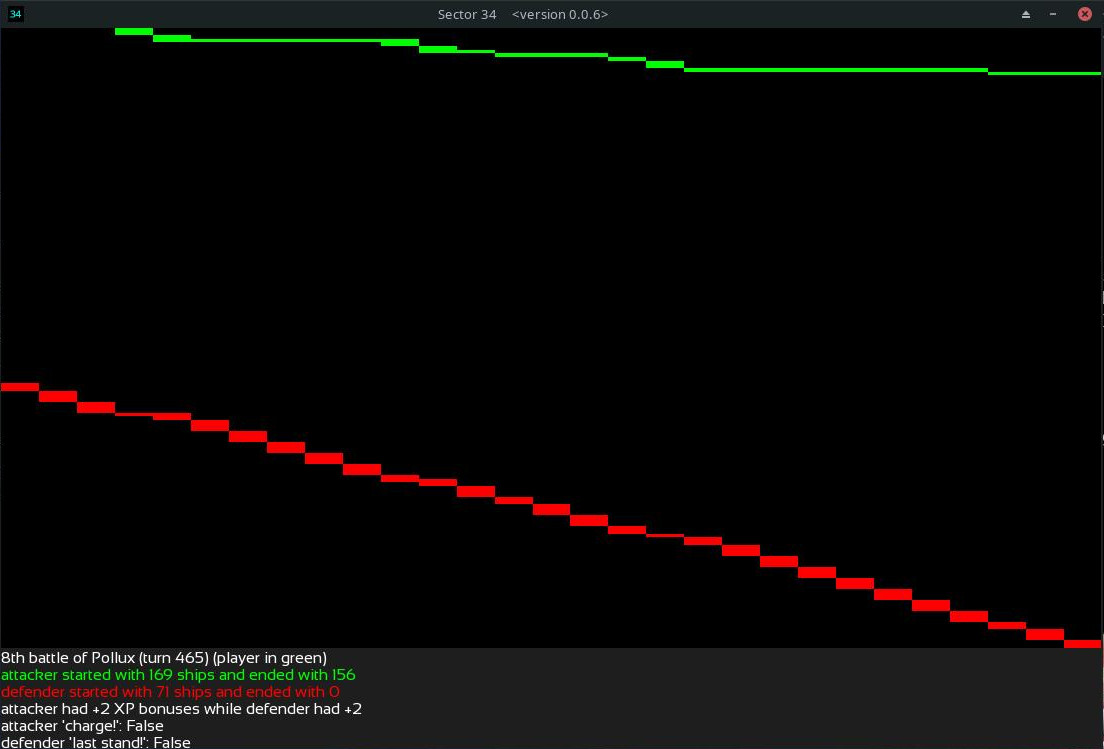 34
Sector 34 <version 0.0.6>
8th battle of Pollux (turn 465) (player in green)
attacker started with 169 ships and ended with 156
defender started with 71 ships and ended with 0
attacker had +2 XP bonuses while defender had +2
attacker 'charge!': False
defender 'last stand!': False